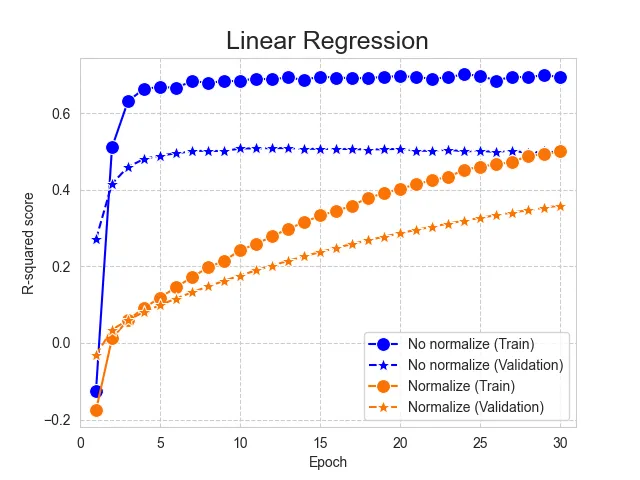 Linear Regression
R-squared score
0.6
0.4
0.2
0.0
−0.2
0 5 10 15 20 25 30
Epoch
No normalize (Train)
No normalize (Validation)
Normalize (Train)
Normalize (Validation)